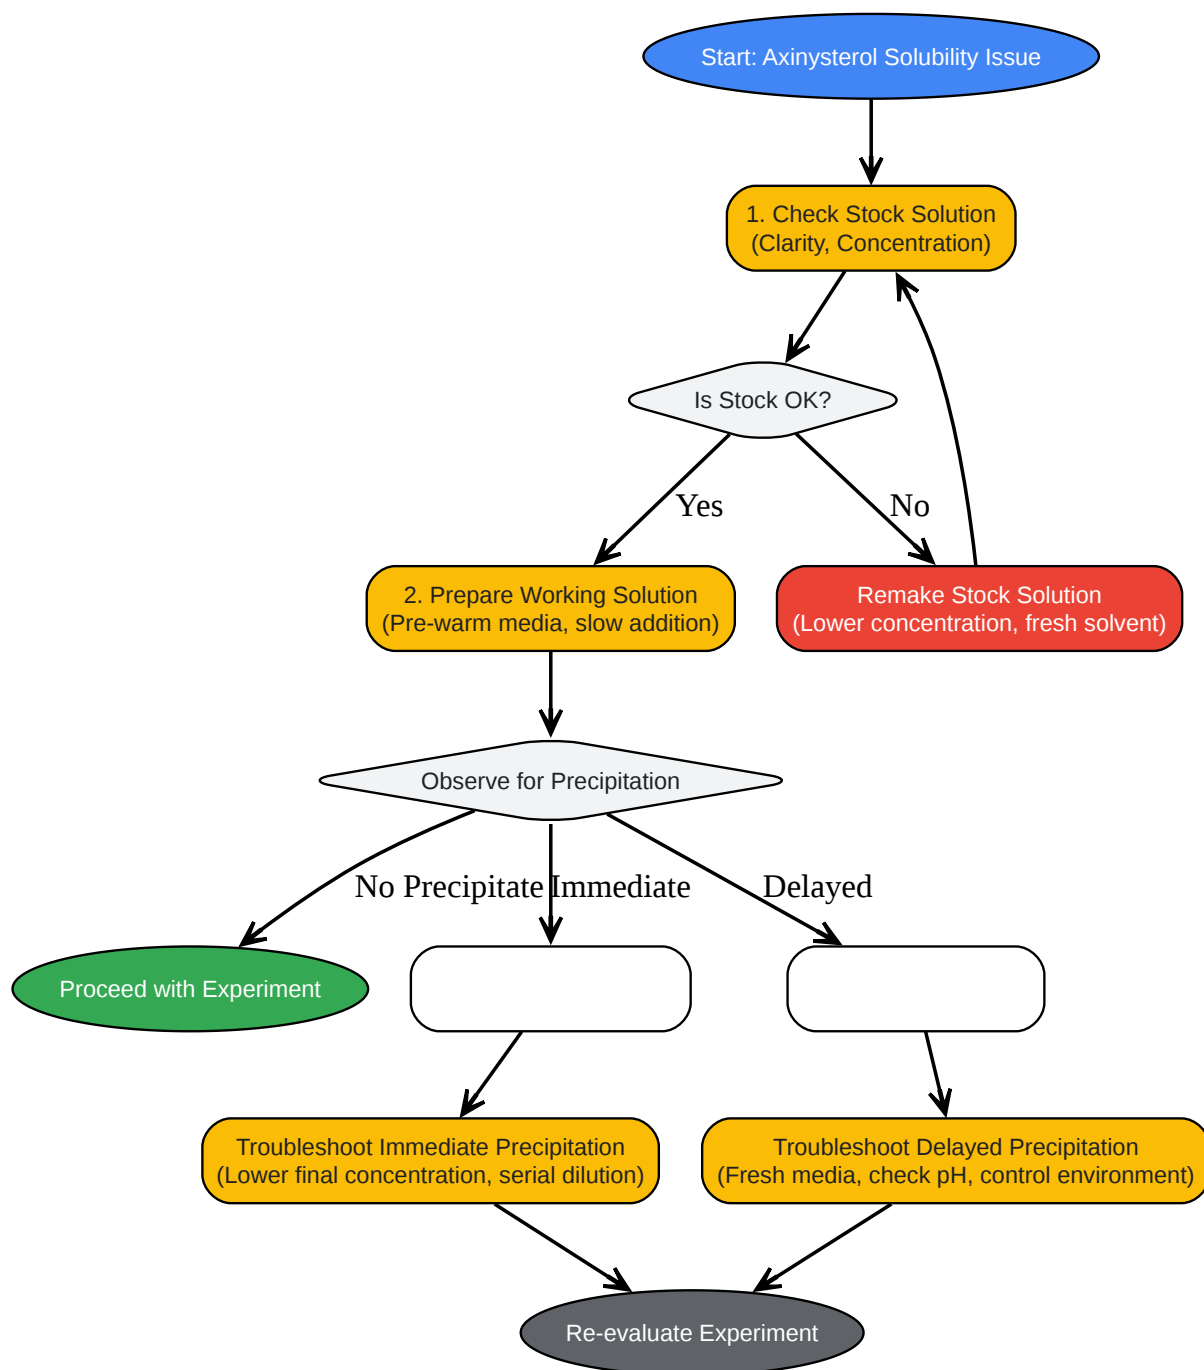 Start: Axinysterol Solubility Issue
1. Check Stock Solution
(Clarity, Concentration)
Is Stock OK?
Yes
No
2. Prepare Working Solution
(Pre-warm media, slow addition)
Remake Stock Solution
(Lower concentration, fresh solvent)
Observe for Precipitation
No Precipitate
Immediate
Delayed
Proceed with Experiment
Troubleshoot Immediate Precipitation
(Lower final concentration, serial dilution)
Troubleshoot Delayed Precipitation
(Fresh media, check pH, control environment)
Re-evaluate Experiment